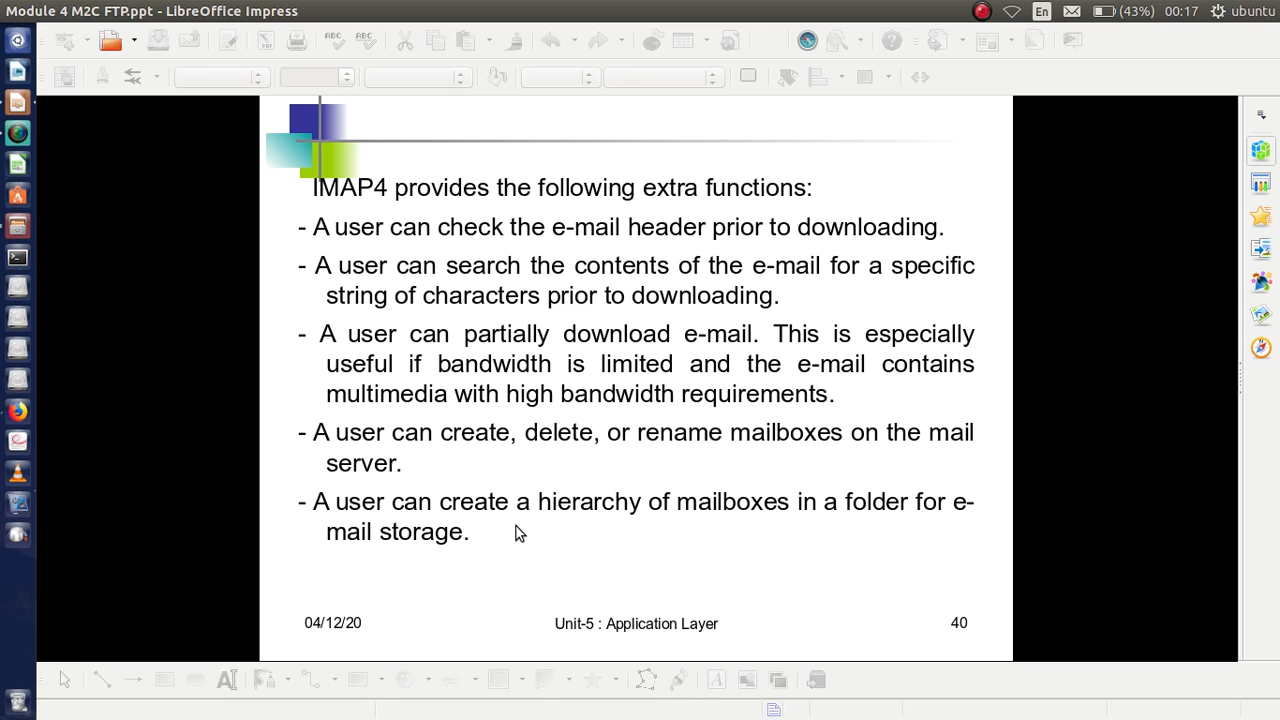 Module 4 M2C FTP.ppt - LibreOffice Impress
En
(43%)
00:17
ubuntu
IMAP4 provides the following extra functions:
- A user can check the e-mail header prior to downloading.
- A user can search the contents of the e-mail for a specific
string of characters prior to downloading.
- A user can partially download e-mail. This is especially
useful if bandwidth is limited and the e-mail contains
multimedia with high bandwidth requirements.
- A user can create, delete, or rename mailboxes on the mail
server.
- A user can create a hierarchy of mailboxes in a folder for e-
mail storage.
04/12/20
Unit-5 : Application Layer
40